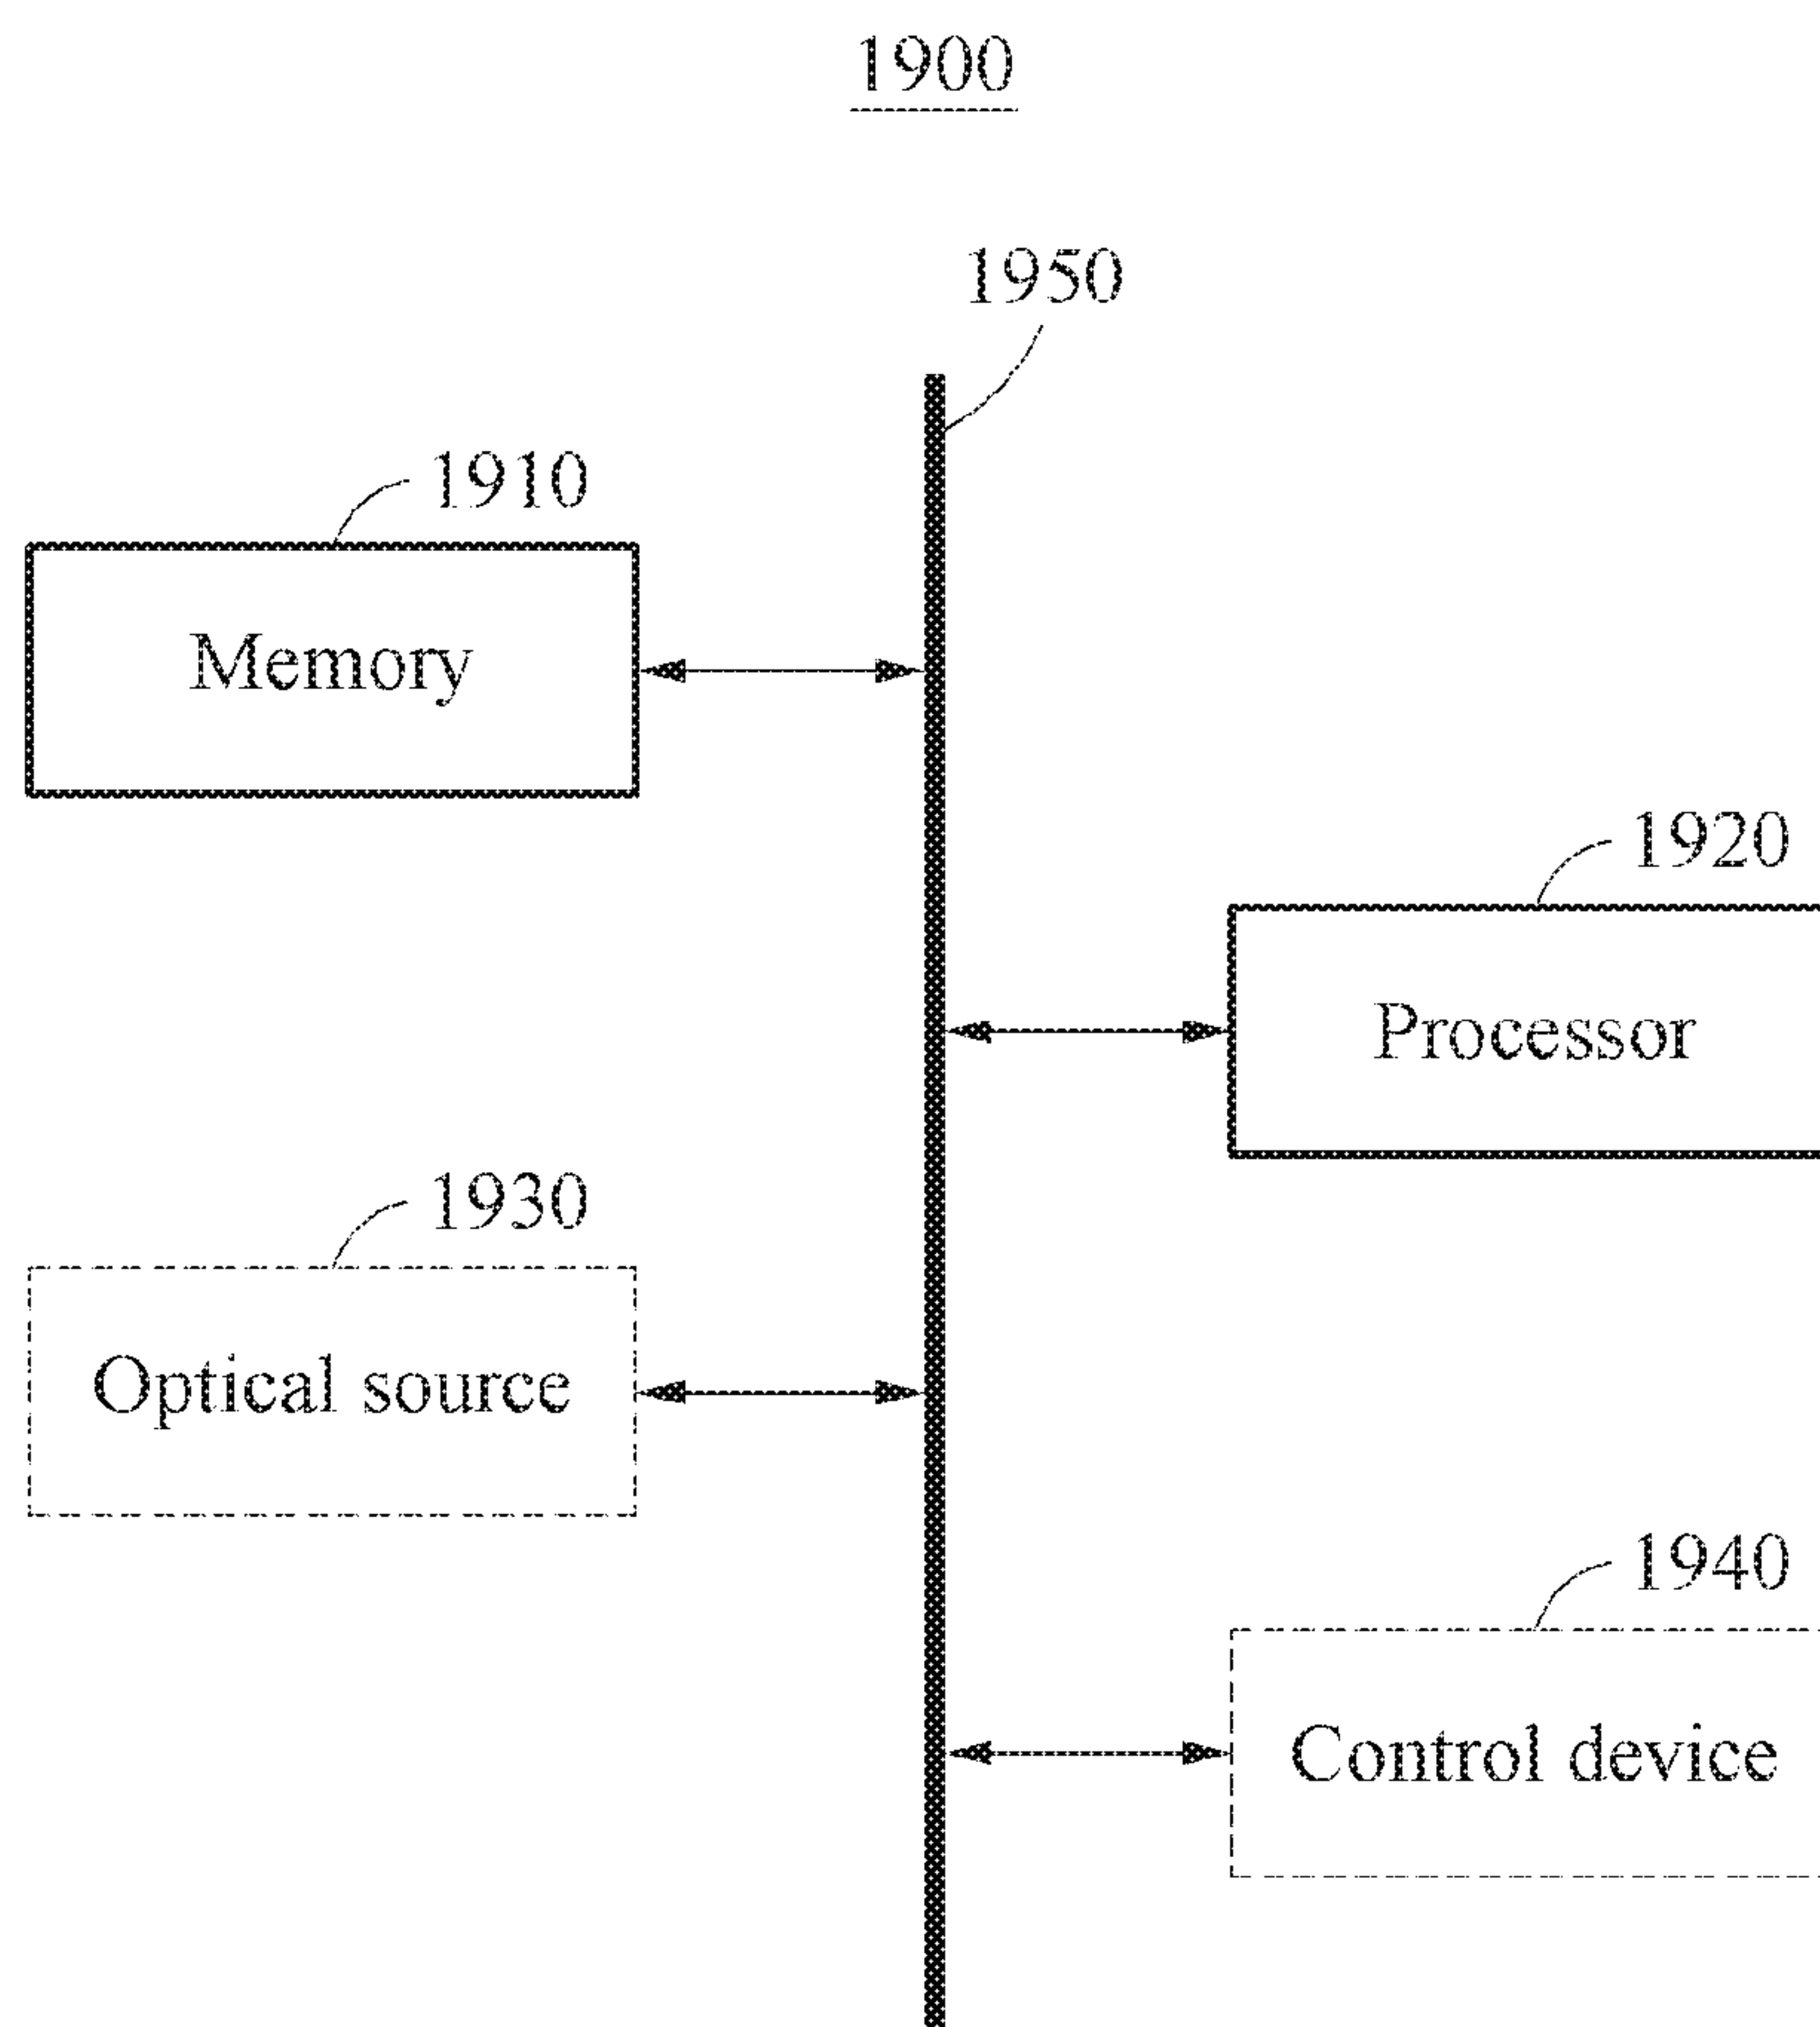 1900
1950
1910
Memory
1920
Processor
1930
Optical source
1940
Control device